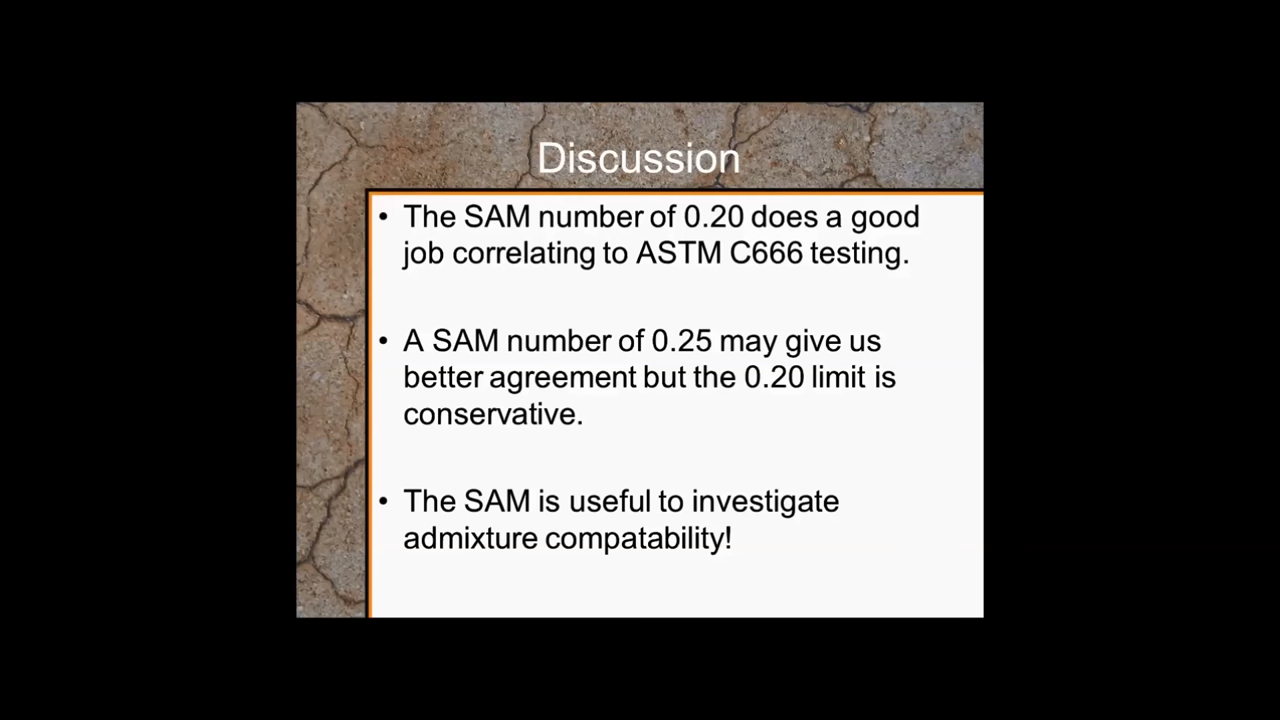 Discussion
• The SAM number of 0.20 does a good
job correlating to ASTM C666 testing.
• A SAM number of 0.25 may give us
better agreement but the 0.20 limit is
conservative.
• The SAM is useful to investigate
admixture compatability!